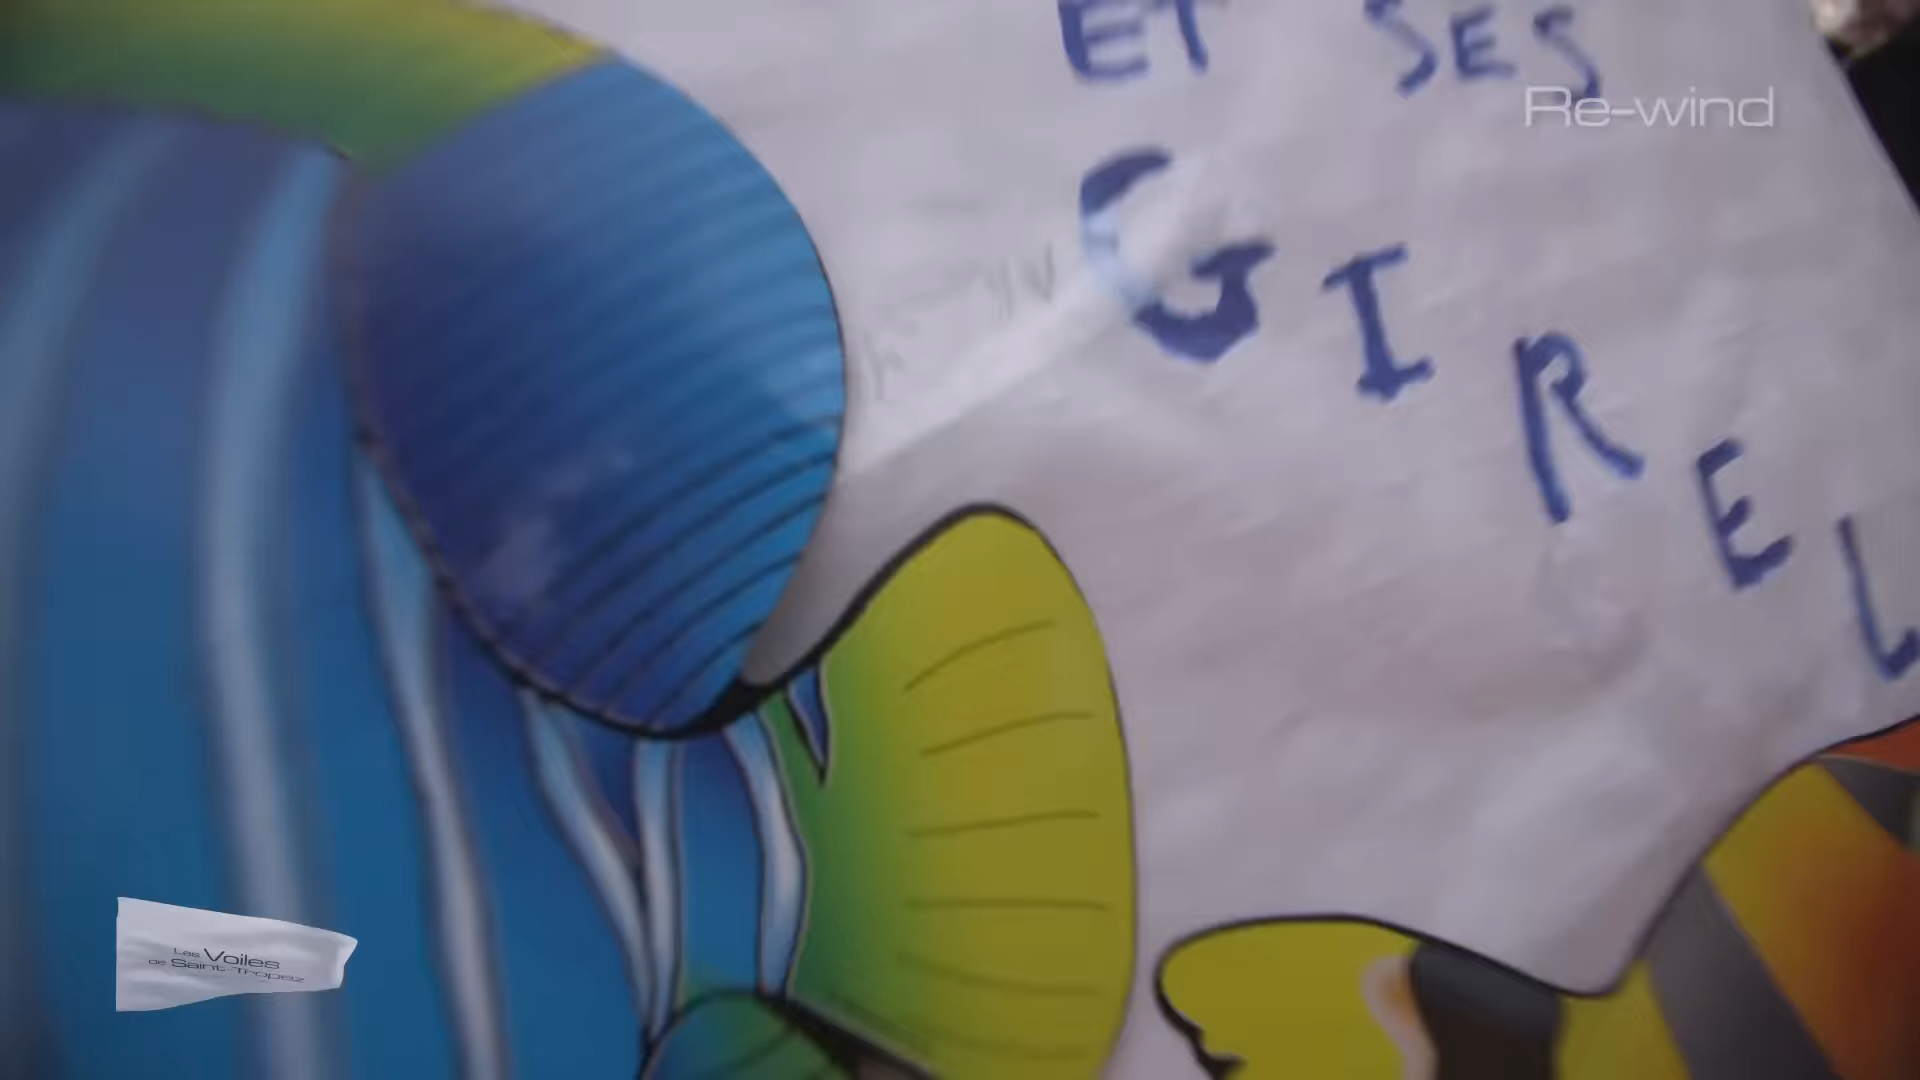 ET SES
Re-wind
GIREL
Les Voiles
de Saint-Tropez